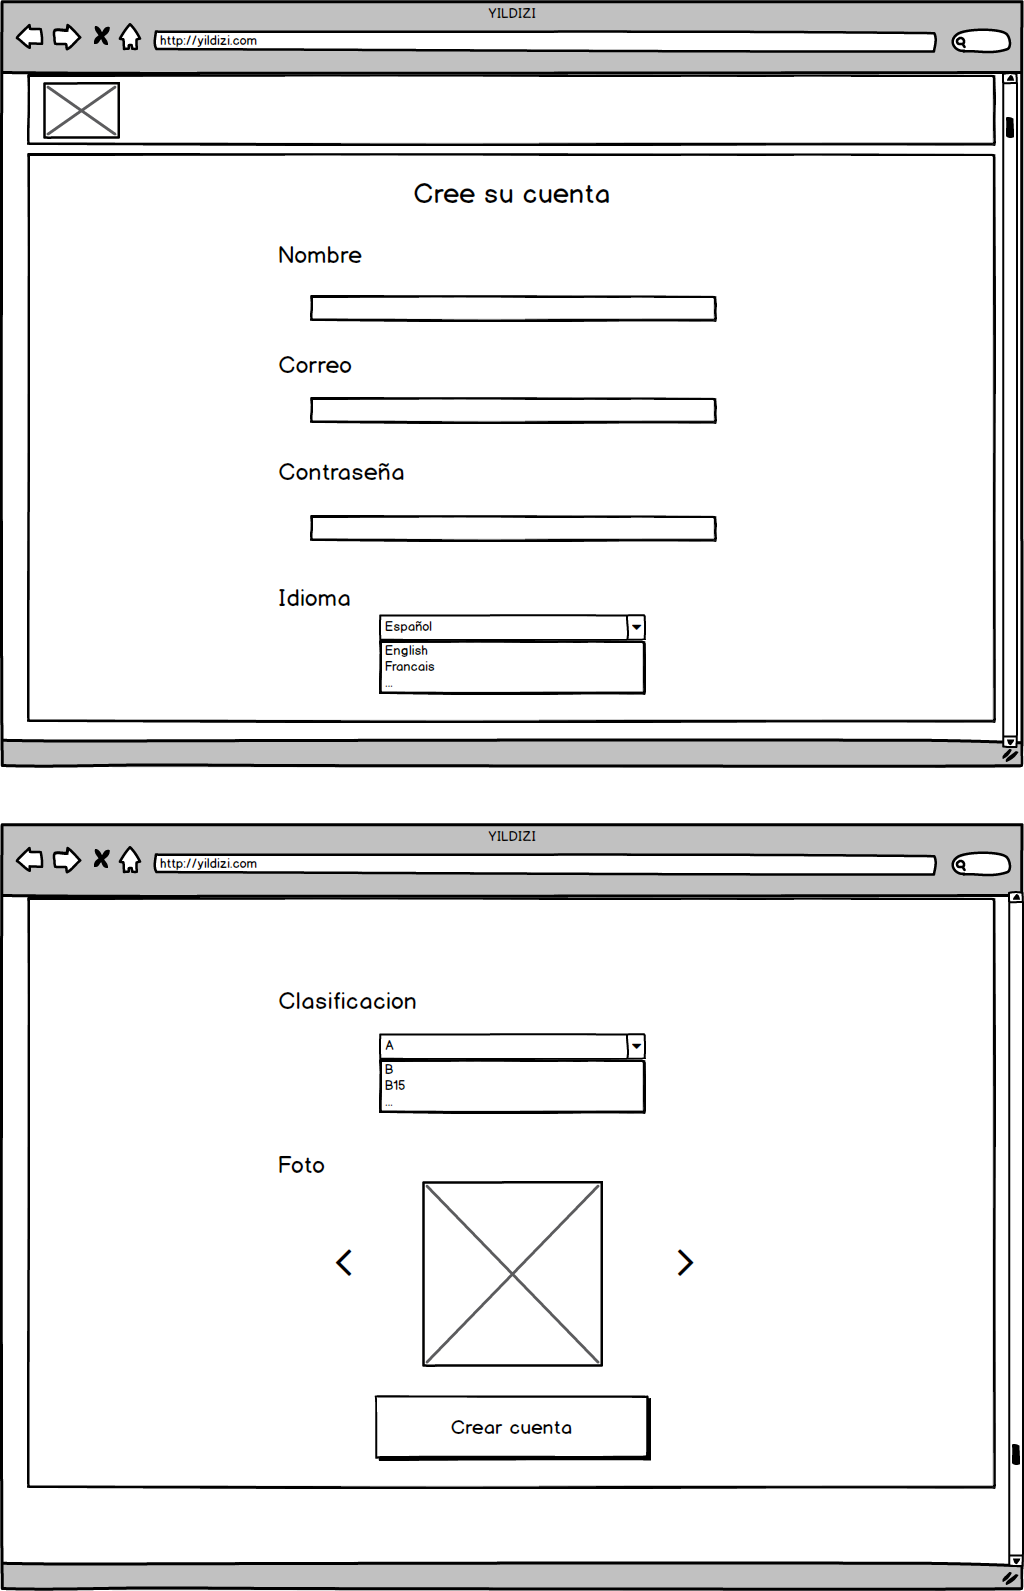 YILDIZI
http://yildizi.com
Cree su cuenta
Nombre
Correo
Contraseña
Idioma
Español
English
Francais
...
YILDIZI
http://yildizi.com
Clasificacion
A
B
B15
...
Foto
Crear cuenta